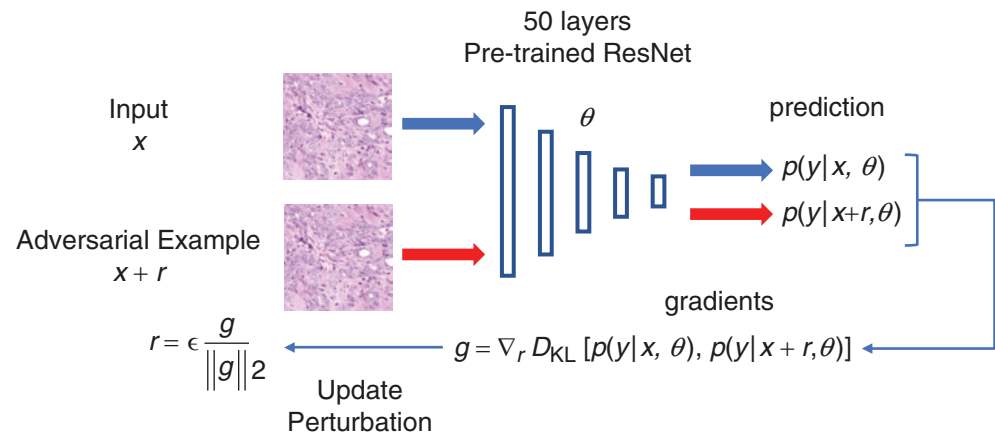 50 layers
Pre-trained ResNet
Input
x
θ
prediction
p(y|x, θ)
p(y|x+r,θ)
Adversarial Example
x + r
gradients
r = ϵ g / ||g||2
g = ∇r DKL [p(y|x, θ), p(y|x + r,θ)]
Update
Perturbation